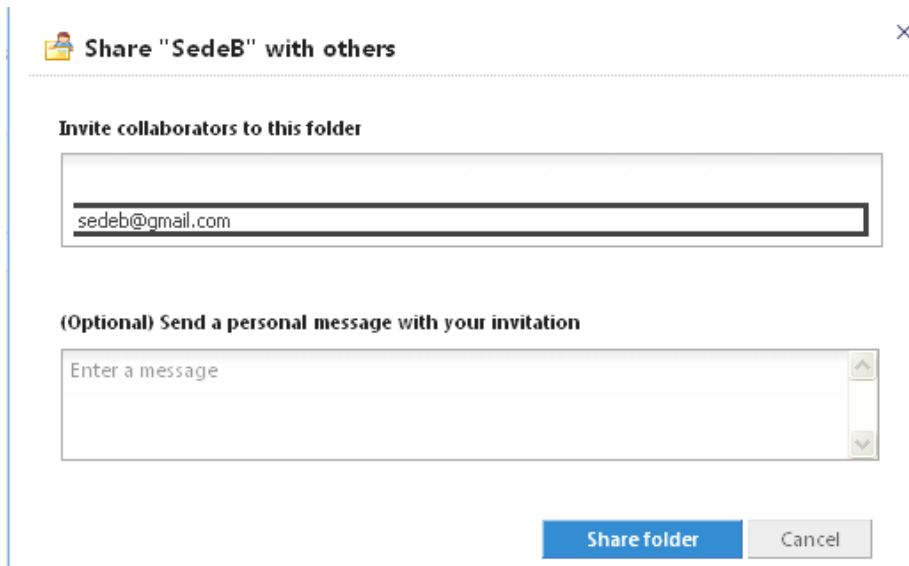 Share "SedeB" with others
Invite collaborators to this folder
sedeb@gmail.com
(Optional) Send a personal message with your invitation
Enter a message
Share folder
Cancel